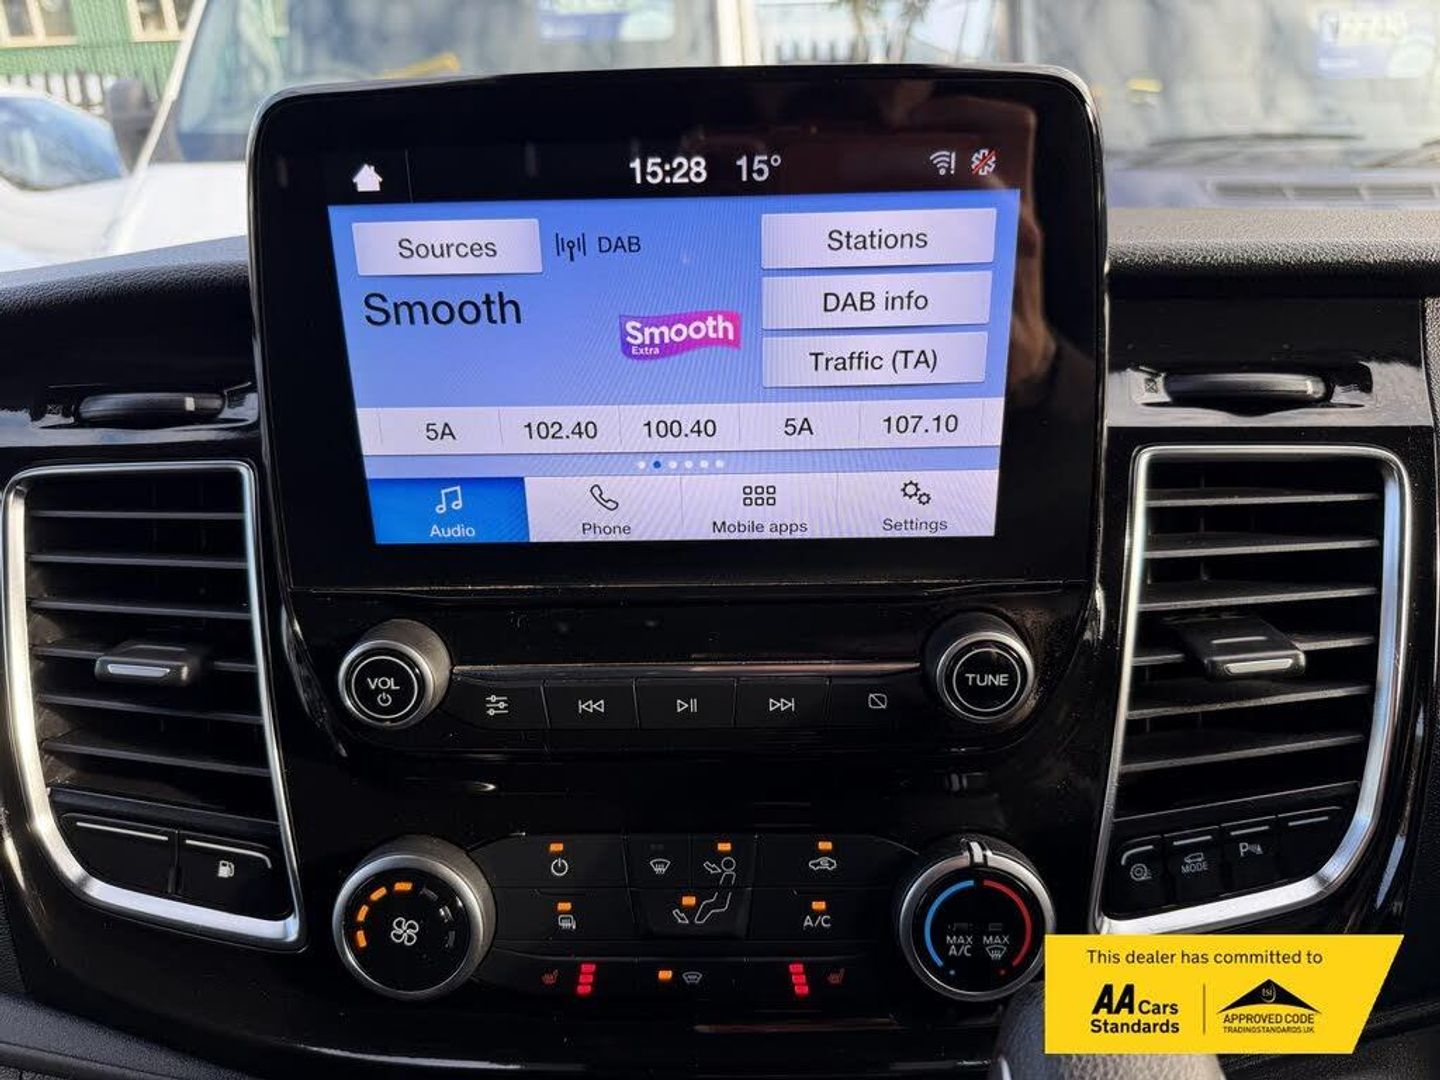 15:28 15°
Sources DAB Stations
Smooth
Smooth
Extra
DAB info
Traffic (TA)
5A 102.40 100.40 5A 107.10
Audio Phone Mobile apps Settings
VOL
TUNE
MODE
A/C
MAX
A/C
MAX
This dealer has committed to
AA Cars
Standards
tsi
APPROVED CODE
TRADINGSTANDARDS.UK